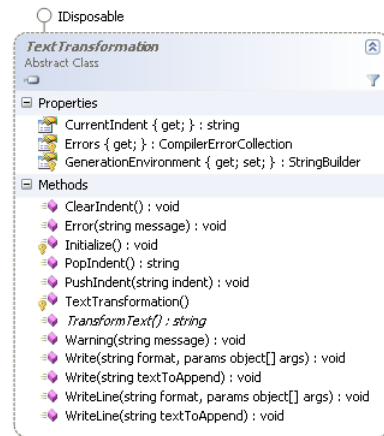 IDisposable
TextTransformation
Abstract Class
Properties
CurrentIndent { get; } : string
Errors { get; } : CompilerErrorCollection
GenerationEnvironment { get; set; } : StringBuilder
Methods
ClearIndent() : void
Error(string message) : void
Initialize() : void
PopIndent() : string
PushIndent(string indent) : void
TextTransformation()
TransformText() : string
Warning(string message) : void
Write(string format, params object[] args) : void
Write(string textToAppend) : void
WriteLine(string format, params object[] args) : void
WriteLine(string textToAppend) : void